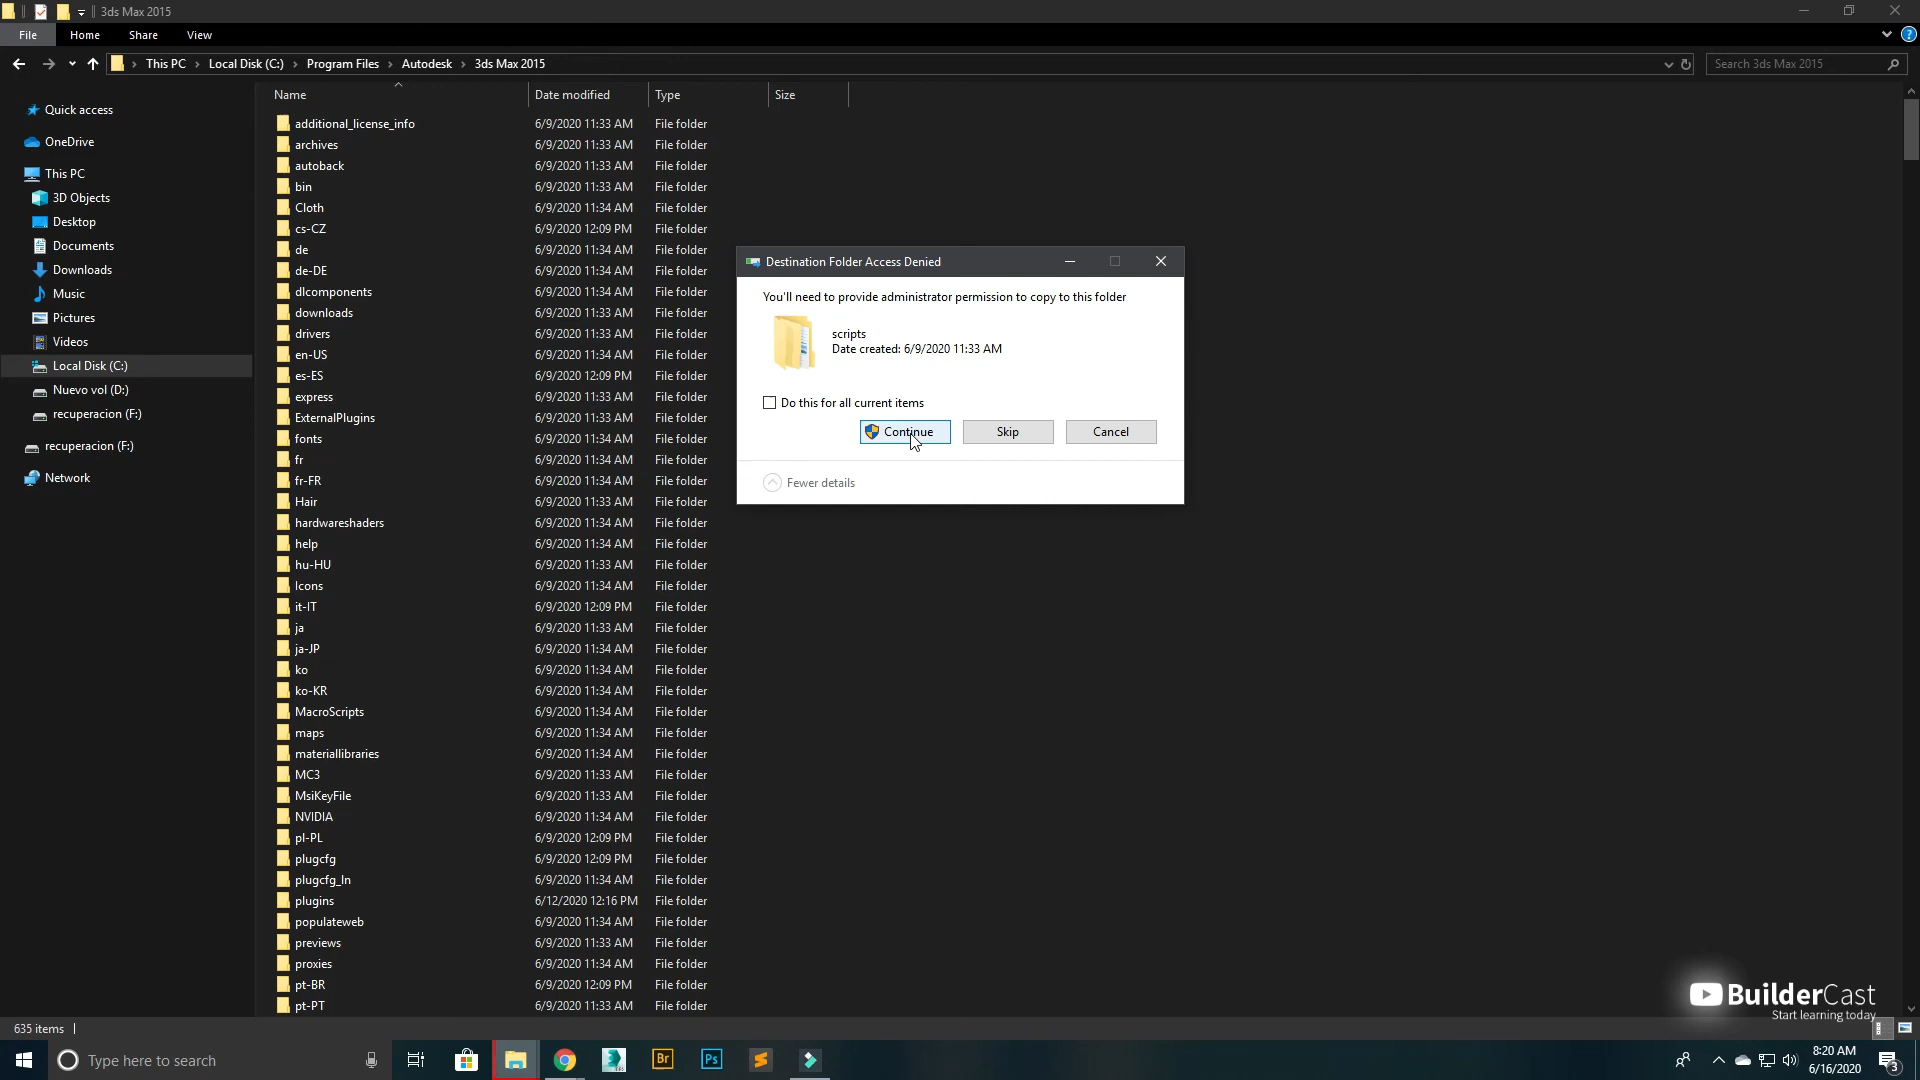 3ds Max 2015
File Home Share View
This PC Local Disk (C:) Program Files Autodesk 3ds Max 2015
Search 3ds Max 2015
Name Date modified Type Size
Quick access
OneDrive
This PC
3D Objects
Desktop
Documents
Downloads
Music
Pictures
Videos
Local Disk (C:)
Nuevo vol (D:)
recuperacion (F:)
recuperacion (F:)
Network
additional_license_info 6/9/2020 11:33 AM File folder
archives 6/9/2020 11:33 AM File folder
autoback 6/9/2020 11:33 AM File folder
bin 6/9/2020 11:33 AM File folder
Cloth 6/9/2020 11:34 AM File folder
cs-CZ 6/9/2020 12:09 PM File folder
de 6/9/2020 11:34 AM File folder
de-DE 6/9/2020 11:34 AM File folder
dlcomponents 6/9/2020 11:34 AM File folder
downloads 6/9/2020 11:33 AM File folder
drivers 6/9/2020 11:33 AM File folder
en-US 6/9/2020 11:34 AM File folder
es-ES 6/9/2020 12:09 PM File folder
express 6/9/2020 11:33 AM File folder
ExternalPlugins 6/9/2020 11:33 AM File folder
fonts 6/9/2020 11:34 AM File folder
fr 6/9/2020 11:34 AM File folder
fr-FR 6/9/2020 11:34 AM File folder
Hair 6/9/2020 11:33 AM File folder
hardwareshaders 6/9/2020 11:34 AM File folder
help 6/9/2020 11:34 AM File folder
hu-HU 6/9/2020 11:33 AM File folder
Icons 6/9/2020 11:34 AM File folder
it-IT 6/9/2020 12:09 PM File folder
ja 6/9/2020 11:33 AM File folder
ja-JP 6/9/2020 11:34 AM File folder
ko 6/9/2020 11:34 AM File folder
ko-KR 6/9/2020 11:34 AM File folder
MacroScripts 6/9/2020 11:34 AM File folder
maps 6/9/2020 11:34 AM File folder
materiallibraries 6/9/2020 11:34 AM File folder
MC3 6/9/2020 11:33 AM File folder
MsiKeyFile 6/9/2020 11:33 AM File folder
NVIDIA 6/9/2020 11:34 AM File folder
pl-PL 6/9/2020 12:09 PM File folder
plugcfg 6/9/2020 12:09 PM File folder
plugcfg_ln 6/9/2020 11:34 AM File folder
plugins 6/12/2020 12:16 PM File folder
populateweb 6/9/2020 11:34 AM File folder
previews 6/9/2020 11:33 AM File folder
proxies 6/9/2020 11:34 AM File folder
pt-BR 6/9/2020 12:09 PM File folder
pt-PT 6/9/2020 11:33 AM File folder
Destination Folder Access Denied
You'll need to provide administrator permission to copy to this folder
scripts
Date created: 6/9/2020 11:33 AM
Do this for all current items
Continue Skip Cancel
Fewer details
BuilderCast
Start learning today
635 items
Type here to search
Br
Ps
8:20 AM
6/16/2020
3